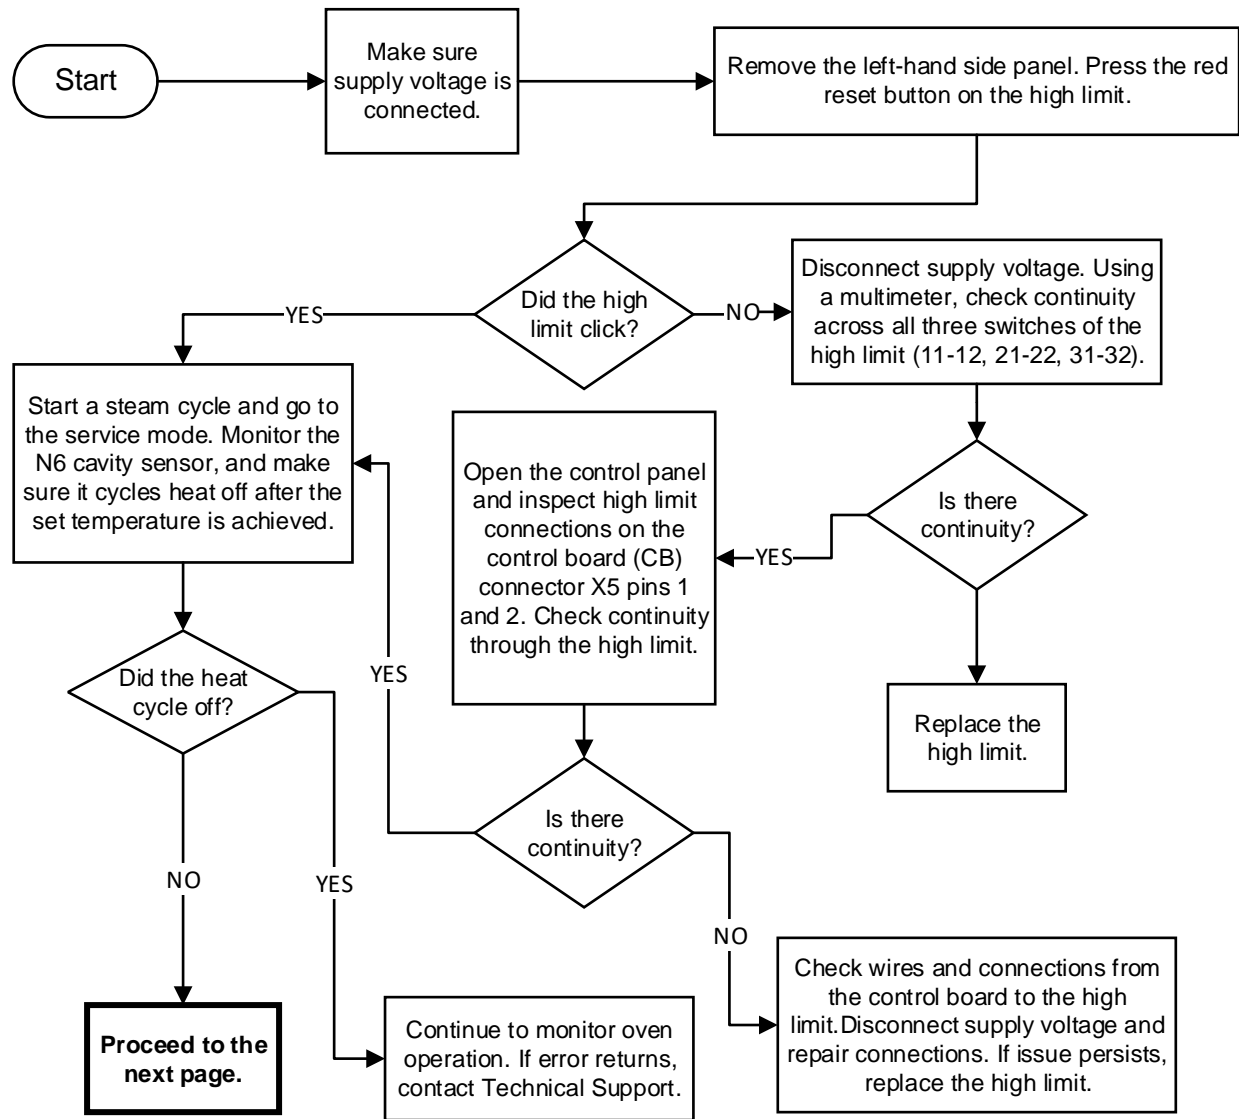 Start
Make sure
supply voltage is
connected.
Remove the left-hand side panel. Press the red
reset button on the high limit.
Did the high
limit click?
YES
NO
Disconnect supply voltage. Using
a multimeter, check continuity
across all three switches of the
high limit (11-12, 21-22, 31-32).
Start a steam cycle and go to
the service mode. Monitor the
N6 cavity sensor, and make
sure it cycles heat off after the
set temperature is achieved.
Open the control panel
and inspect high limit
connections on the
control board (CB)
connector X5 pins 1
and 2. Check continuity
through the high limit.
Is there
continuity?
YES
Replace the
high limit.
Did the heat
cycle off?
YES
Is there
continuity?
NO
YES
NO
Proceed to the
next page.
Continue to monitor oven
operation. If error returns,
contact Technical Support.
Check wires and connections from
the control board to the high
limit.Disconnect supply voltage and
repair connections. If issue persists,
replace the high limit.